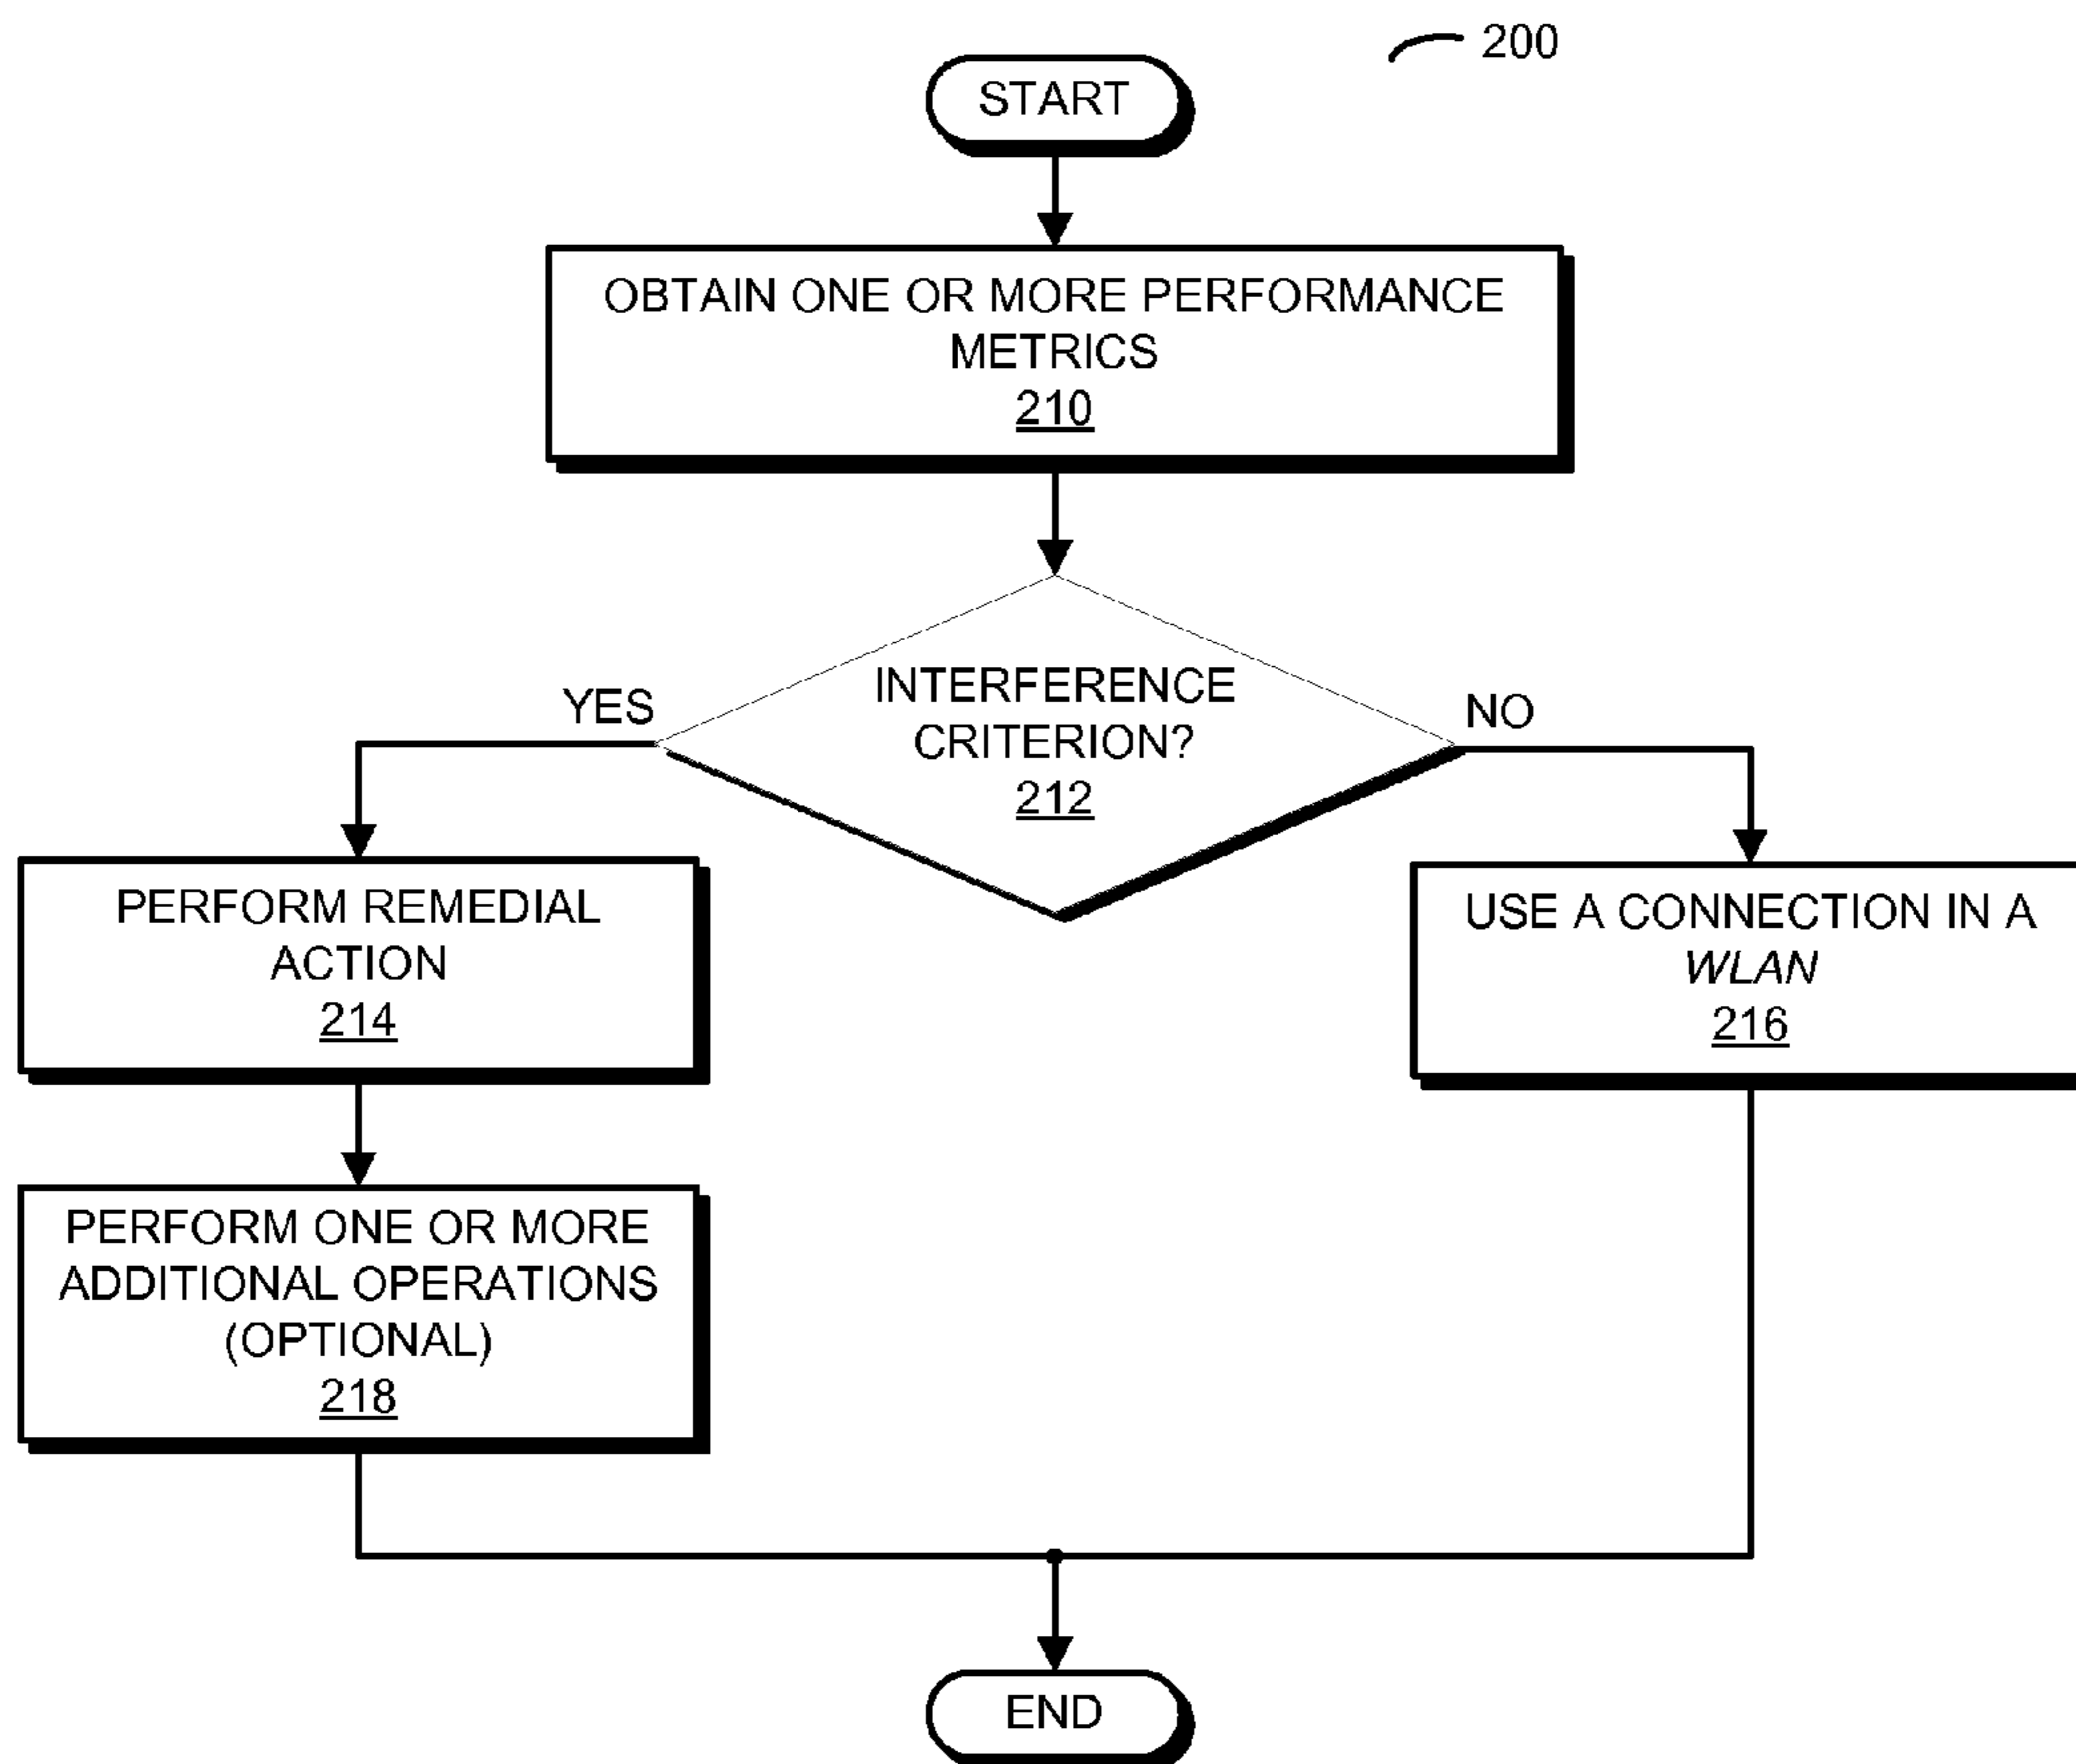 200
START
OBTAIN ONE OR MORE PERFORMANCE
METRICS
210
INTERFERENCE
CRITERION?
212
YES
NO
PERFORM REMEDIAL
ACTION
214
USE A CONNECTION IN A
WLAN
216
PERFORM ONE OR MORE
ADDITIONAL OPERATIONS
(OPTIONAL)
218
END